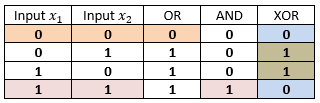 Input x₁ Input x₂ OR AND XOR
0 0 0 0 0
0 1 1 0 1
1 0 1 0 1
1 1 1 1 0